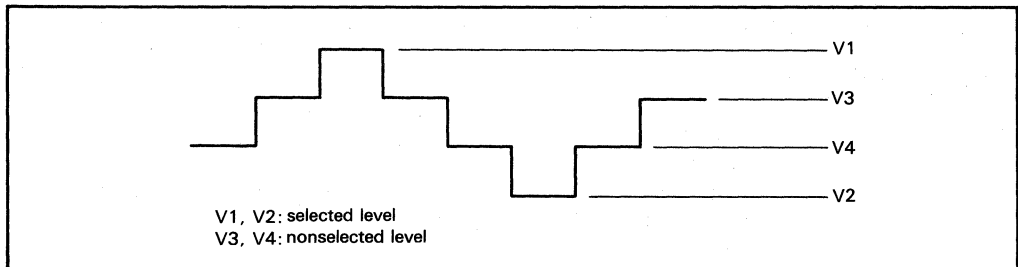 V1
V3
V4
V2
V1, V2: selected level
V3, V4: nonselected level